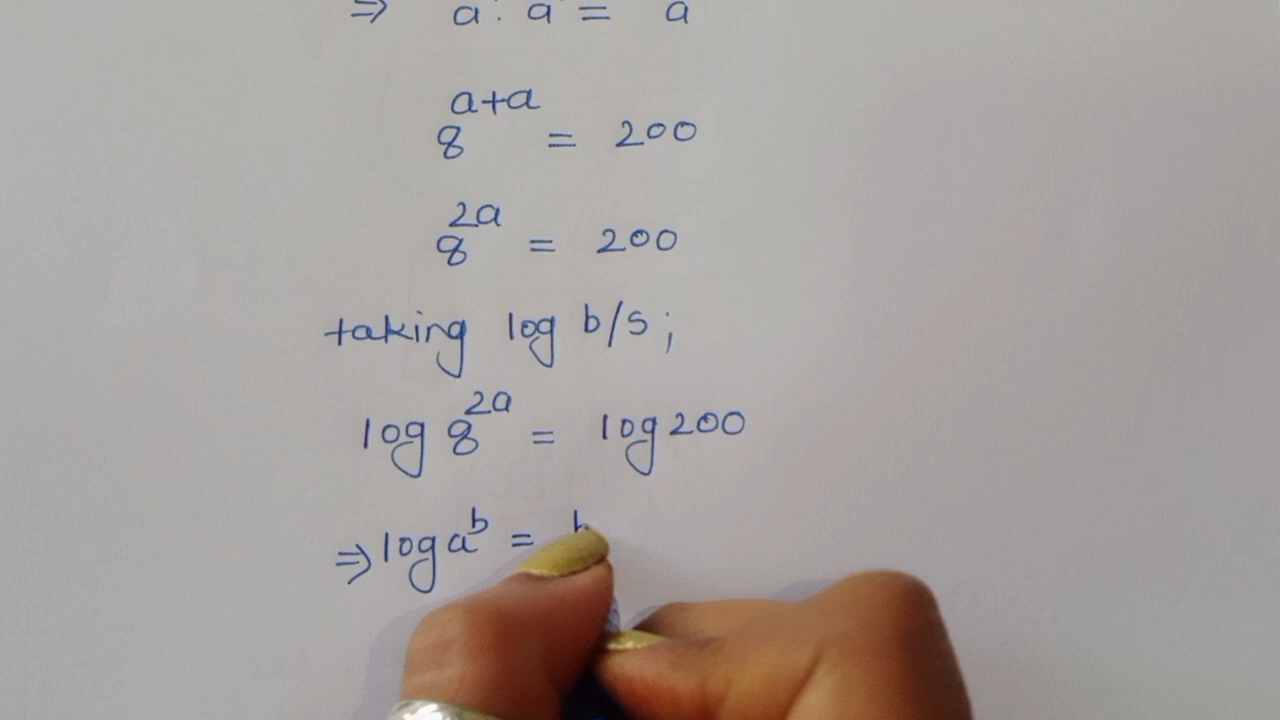 ⇒ a . a = a
8^{a+a} = 200
8^{2a} = 200
taking log b/s;
log 8^{2a} = log 200
⇒ log a^b = b